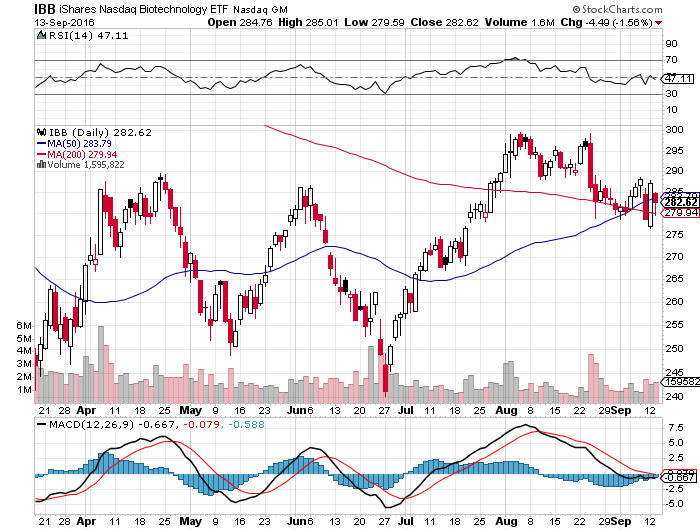 IBB iShares Nasdaq Biotechnology ETF Nasdaq GM © StockCharts.com
13-Sep-2016 Open 284.76 High 285.01 Low 279.59 Close 282.62 Volume 1.6M Chg -4.49 (-1.56%)
RSI(14) 47.11
90
70
47.11
30
10
IBB (Daily) 282.62
MA(50) 283.79
MA(200) 279.94
Volume 1,595,822
300
295
290
285
282.62
279.94
275
270
265
260
255
250
245
240
6M
5M
4M
3M
2M
1M
159582
21 28 Apr 11 18 25 May 9 16 23 Jun 6 13 20 27 Jul 11 18 25 Aug 8 15 22 29 Sep 12
MACD(12,26,9) -0.667, -0.079, -0.588
7.5
5.0
2.5
-0.667
-2.5
-5.0
21 28 Apr 11 18 25 May 9 16 23 Jun 6 13 20 27 Jul 11 18 25 Aug 8 15 22 29 Sep 12